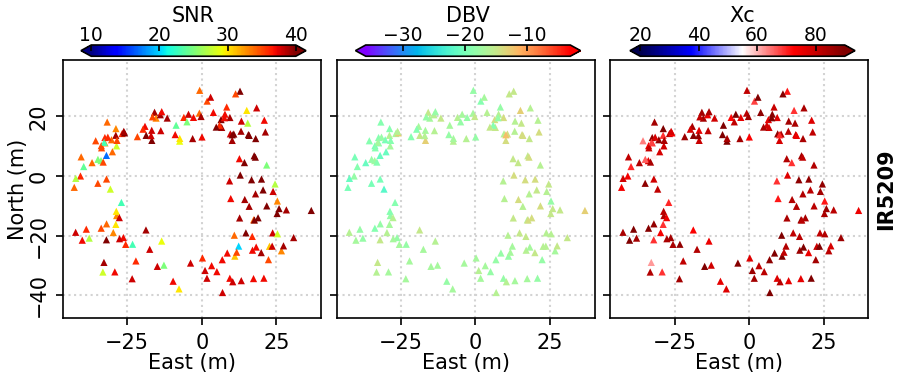 SNR DBV Xc
10 20 30 40 −30 −20 −10 20 40 60 80
20
0
−20
−40
North (m)
IR5209
−25 0 25 −25 0 25 −25 0 25
East (m) East (m) East (m)